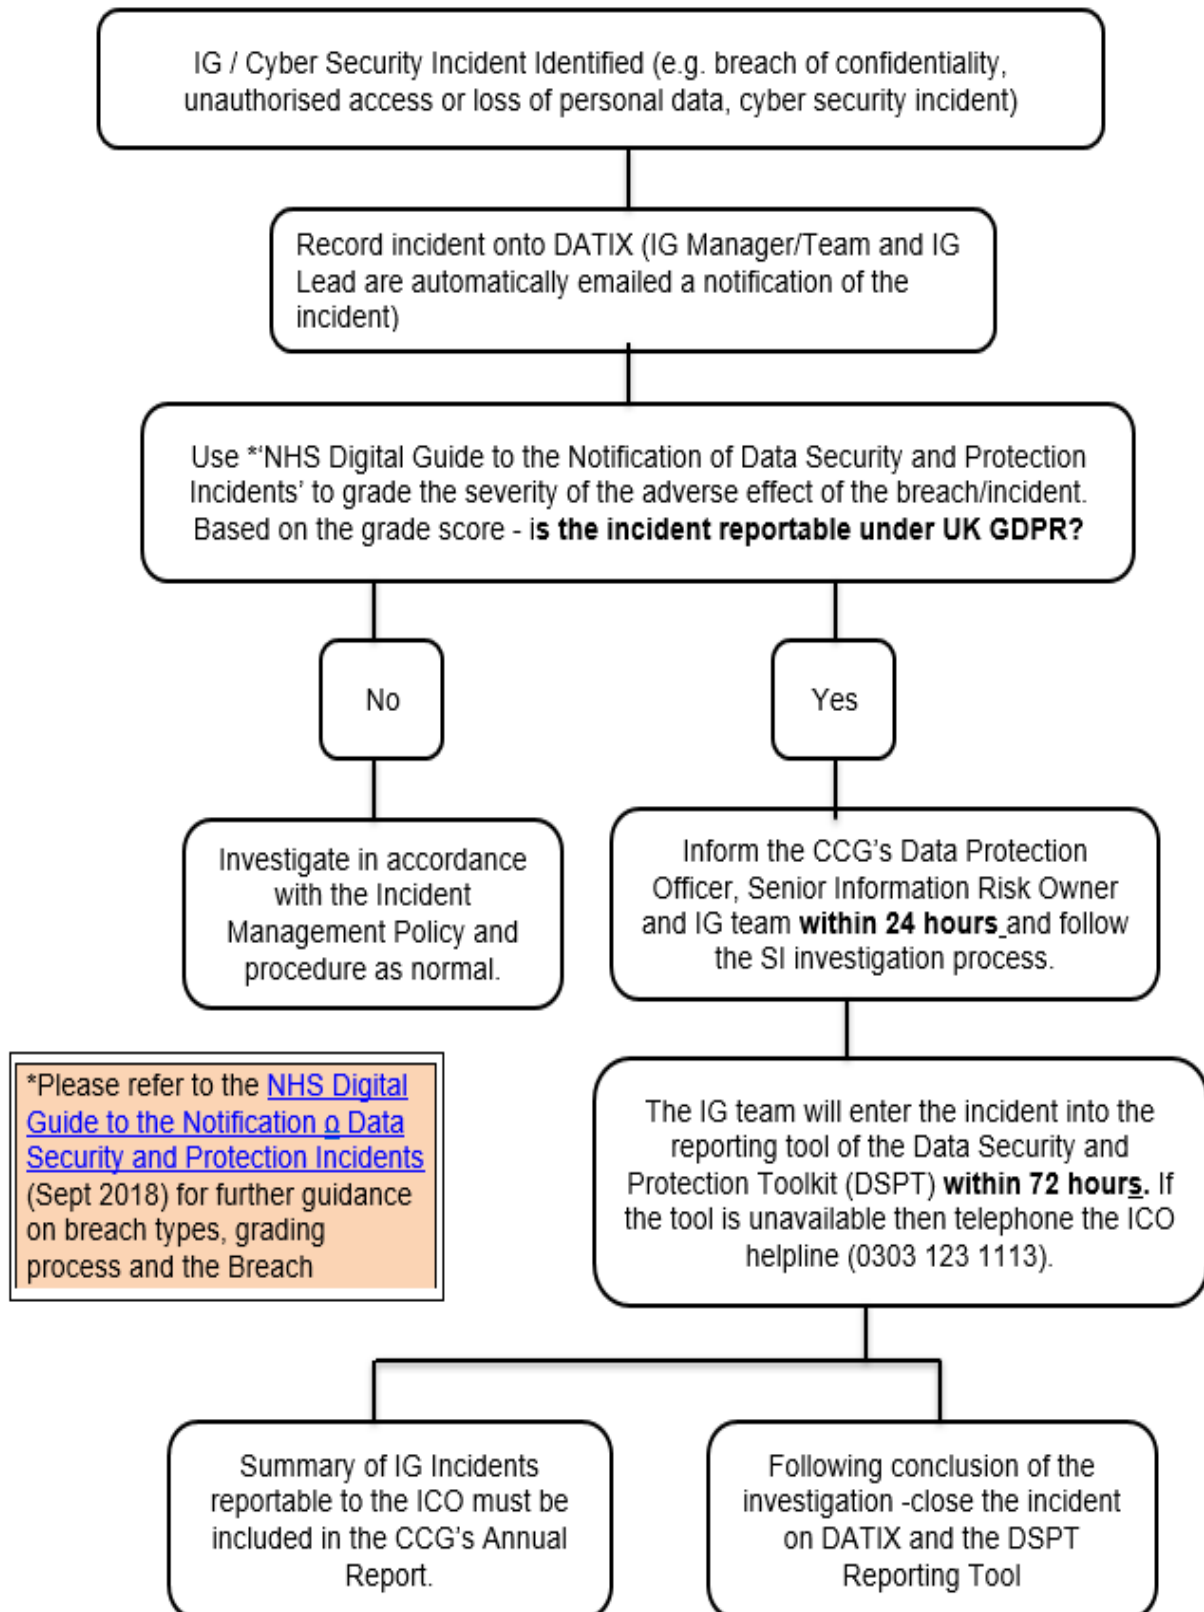 IG / Cyber Security Incident Identified (e.g. breach of confidentiality,
unauthorised access or loss of personal data, cyber security incident)
Record incident onto DATIX (IG Manager/Team and IG
Lead are automatically emailed a notification of the
incident)
Use *'NHS Digital Guide to the Notification of Data Security and Protection
Incidents' to grade the severity of the adverse effect of the breach/incident.
Based on the grade score - is the incident reportable under UK GDPR?
No
Yes
Investigate in accordance
with the Incident
Management Policy and
procedure as normal.
Inform the CCG's Data Protection
Officer, Senior Information Risk Owner
and IG team within 24 hours and follow
the SI investigation process.
*Please refer to the NHS Digital
Guide to the Notification o Data
Security and Protection Incidents
(Sept 2018) for further guidance
on breach types, grading
process and the Breach
The IG team will enter the incident into the
reporting tool of the Data Security and
Protection Toolkit (DSPT) within 72 hours. If
the tool is unavailable then telephone the ICO
helpline (0303 123 1113).
Summary of IG Incidents
reportable to the ICO must be
included in the CCG's Annual
Report.
Following conclusion of the
investigation -close the incident
on DATIX and the DSPT
Reporting Tool